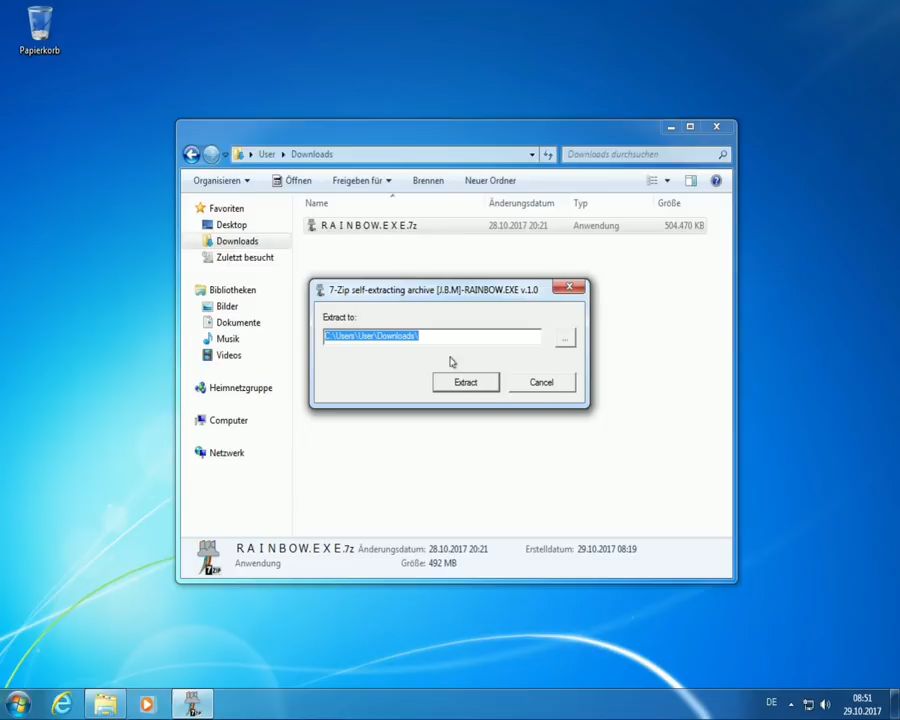 Papierkorb
User ▸ Downloads
Downloads durchsuchen
Organisieren
Öffnen
Freigeben für
Brennen
Neuer Ordner
Favoriten
Desktop
Downloads
Zuletzt besucht
Bibliotheken
Bilder
Dokumente
Musik
Videos
Heimnetzgruppe
Computer
Netzwerk
Name Änderungsdatum Typ Größe
R A I N B O W . E X E .7z 28.10.2017 20:21 Anwendung 504.470 KB
7-Zip self-extracting archive [J.B.M]-RAINBOW.EXE v.1.0
Extract to:
C:\Users\User\Downloads\
...
Extract
Cancel
R A I N B O W . E X E .7z Änderungsdatum: 28.10.2017 20:21 Erstelldatum: 29.10.2017 08:19
Anwendung Größe: 492 MB
7ZIP
DE
08:51
29.10.2017